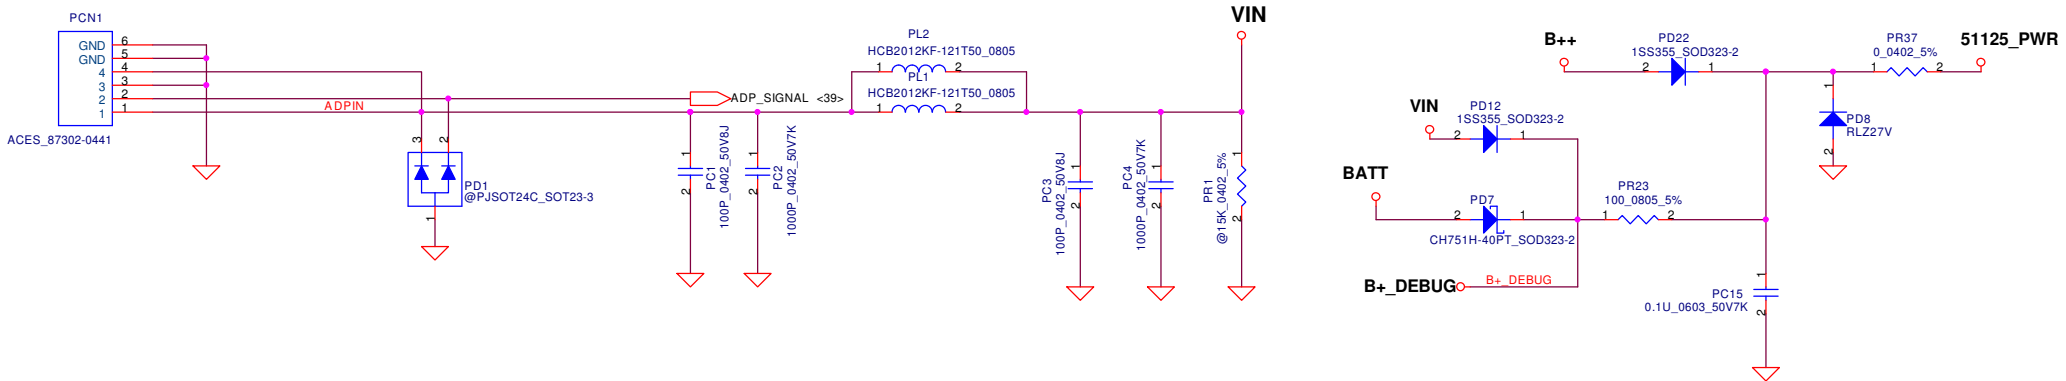 PCN1
GND 6
GND 5
4 4
3 3
2 2
1 1
ACES_87302-0441
ADPIN
3 2
PD1
@PJSOT24C_SOT23-3
1
ADP_SIGNAL <39>
1
PC1
100P_0402_50V8J
2
1
PC2
1000P_0402_50V7K
2
PL2
HCB2012KF-121T50_0805
1 2
PL1
HCB2012KF-121T50_0805
1 2
VIN
1
PC3
100P_0402_50V8J
2
1
PC4
1000P_0402_50V7K
2
1
PR1
@15K_0402_5%
2
B++
PD22
1SS355_SOD323-2
2 1
PR37
0_0402_5%
1 2
51125_PWR
VIN
PD12
1SS355_SOD323-2
2 1
1
PD8
RLZ27V
2
BATT
PD7
2 1
CH751H-40PT_SOD323-2
PR23
100_0805_5%
1 2
B+_DEBUG
B+_DEBUG
1
PC15
0.1U_0603_50V7K
2